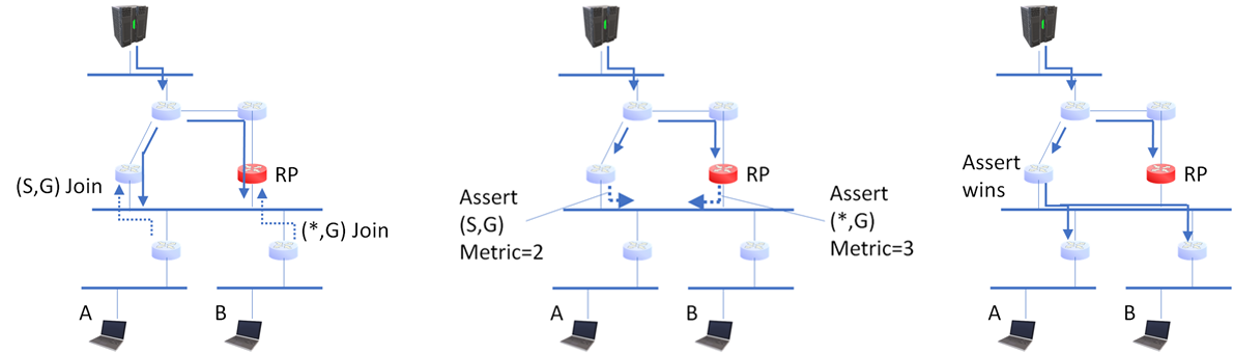 (S,G) Join
RP
(*,G) Join
A
B
Assert
(S,G)
Metric=2
RP
Assert
(*,G)
Metric=3
A
B
Assert
wins
RP
A
B